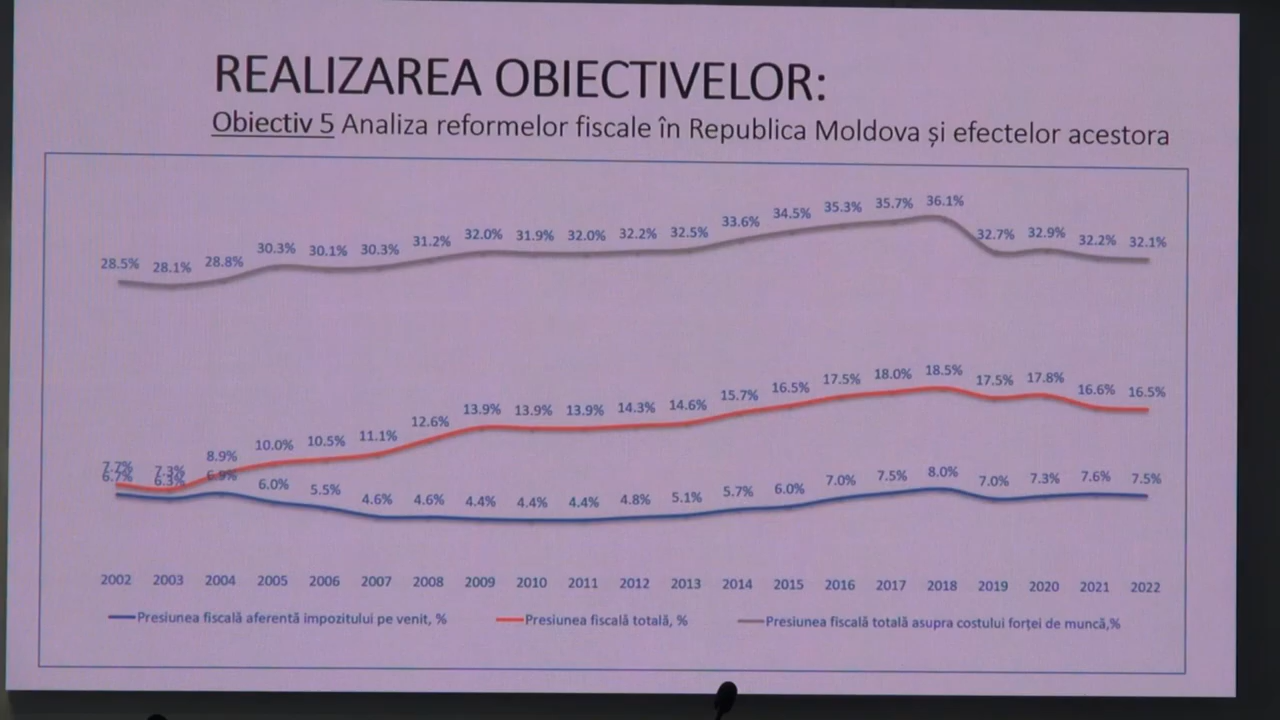 REALIZAREA OBIECTIVELOR:
Obiectiv 5 Analiza reformelor fiscale în Republica Moldova și efectelor acestora
28.5% 28.1% 28.8% 30.3% 30.1% 30.3% 31.2% 32.0% 31.9% 32.0% 32.2% 32.5% 33.6% 34.5% 35.3% 35.7% 36.1% 32.7% 32.9% 32.2% 32.1%
7.7% 7.3% 8.9% 10.0% 10.5% 11.1% 12.6% 13.9% 13.9% 13.9% 14.3% 14.6% 15.7% 16.5% 17.5% 18.0% 18.5% 17.5% 17.8% 16.6% 16.5%
6.7% 6.3% 6.9% 6.0% 5.5% 4.6% 4.6% 4.4% 4.4% 4.4% 4.8% 5.1% 5.7% 6.0% 7.0% 7.5% 8.0% 7.0% 7.3% 7.6% 7.5%
2002 2003 2004 2005 2006 2007 2008 2009 2010 2011 2012 2013 2014 2015 2016 2017 2018 2019 2020 2021 2022
Presiunea fiscală aferentă impozitului pe venit, % Presiunea fiscală totală, % Presiunea fiscală totală asupra costului forței de muncă,%